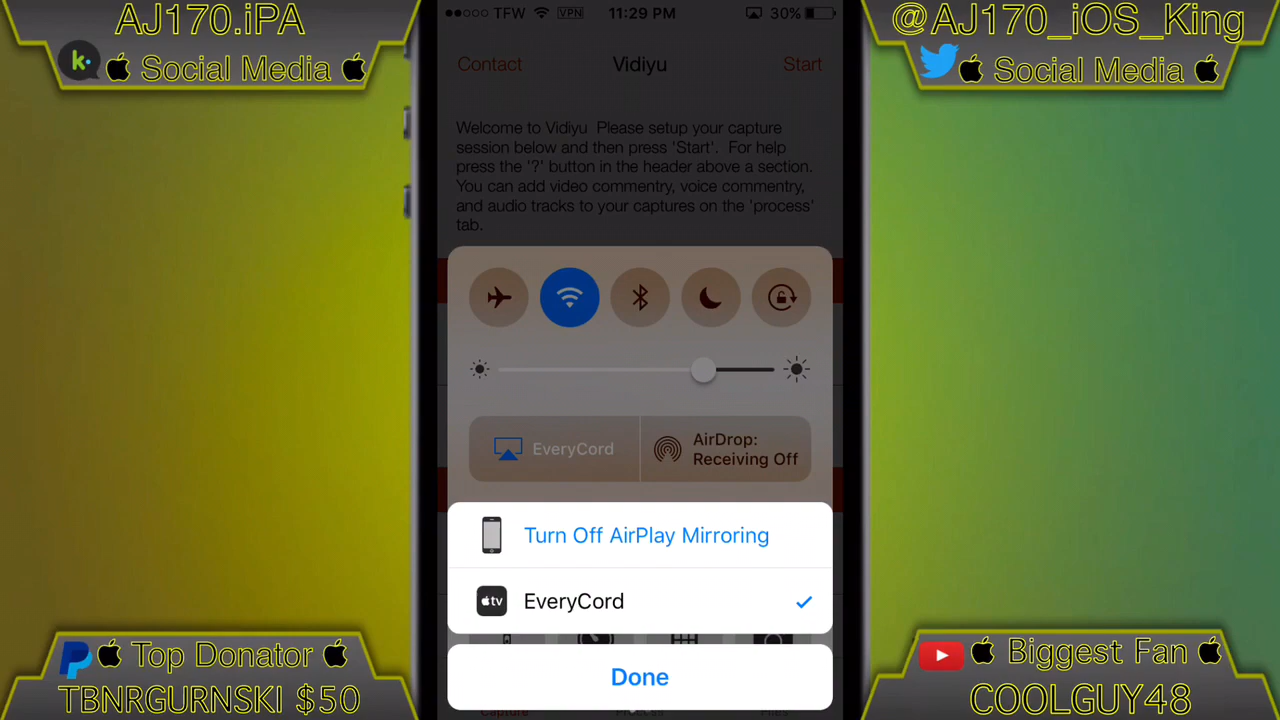 AJ170.iPA
k.
Social Media
@AJ170_iOS_King
Social Media
TFW VPN 11:29 PM 30%
Contact Vidiyu Start
Welcome to Vidiyu Please setup your capture
session below and then press 'Start'. For help
press the '?' button in the header above a section.
You can add video commentry, voice commentry,
and audio tracks to your captures on the 'process'
tab.
EveryCord
AirDrop:
Receiving Off
Turn Off AirPlay Mirroring
tv EveryCord
Done
Capture Process Files
Top Donator
TBNRGURNSKI $50
Biggest Fan
COOLGUY48